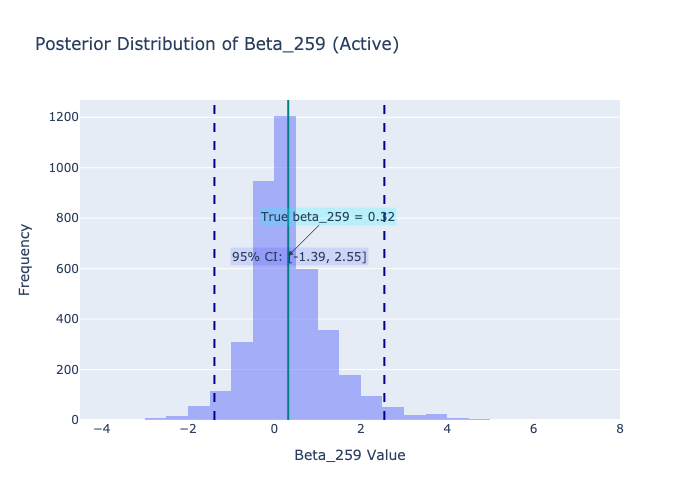 Posterior Distribution of Beta_259 (Active)
1200
1000
800
600
400
200
0
Frequency
True beta_259 = 0.32
95% CI: [-1.39, 2.55]
−4
−2
0
2
4
6
8
Beta_259 Value